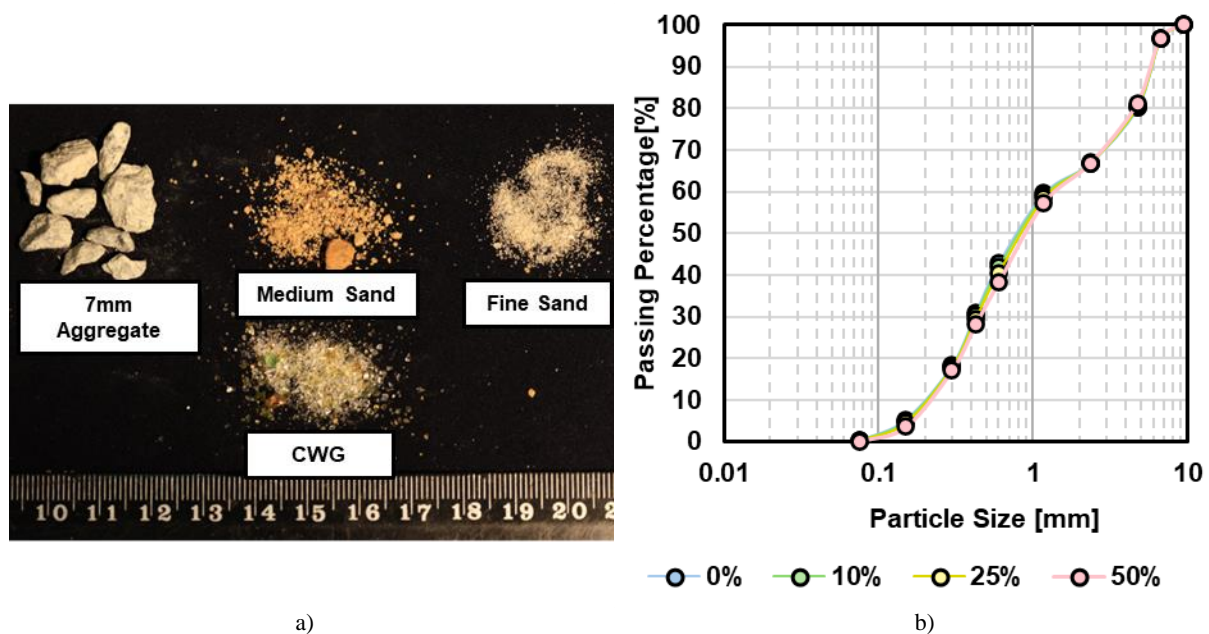 7mm
Aggregate
Medium Sand
Fine Sand
CWG
10 11 12 13 14 15 16 17 18 19 20 2
a)
Passing Percentage[%]
100
90
80
70
60
50
40
30
20
10
0
0.01 0.1 1 10
Particle Size [mm]
0% 10% 25% 50%
b)